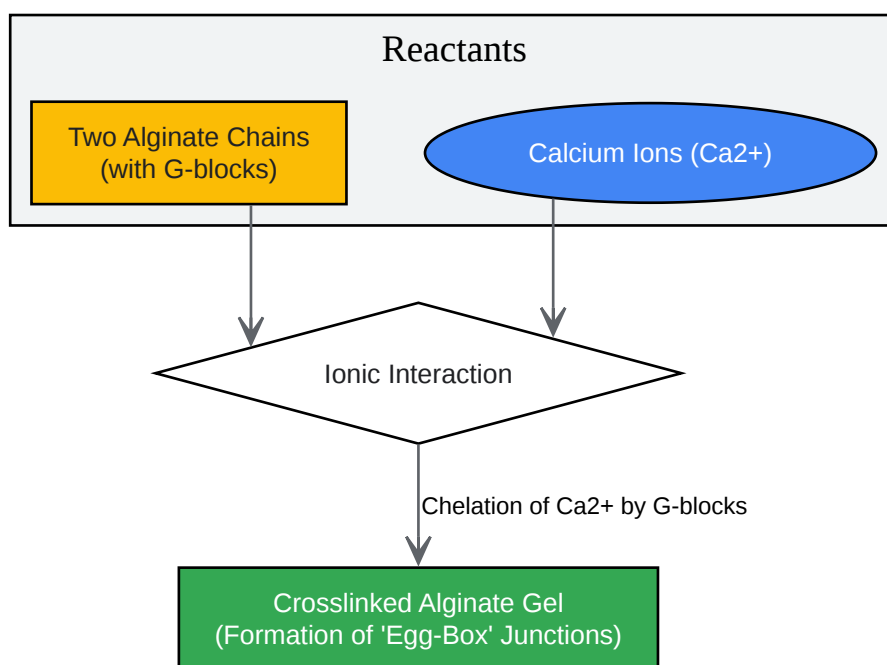 Reactants
Two Alginate Chains
(with G-blocks)
Calcium Ions (Ca2+)
Ionic Interaction
Chelation of Ca2+ by G-blocks
Crosslinked Alginate Gel
(Formation of 'Egg-Box' Junctions)